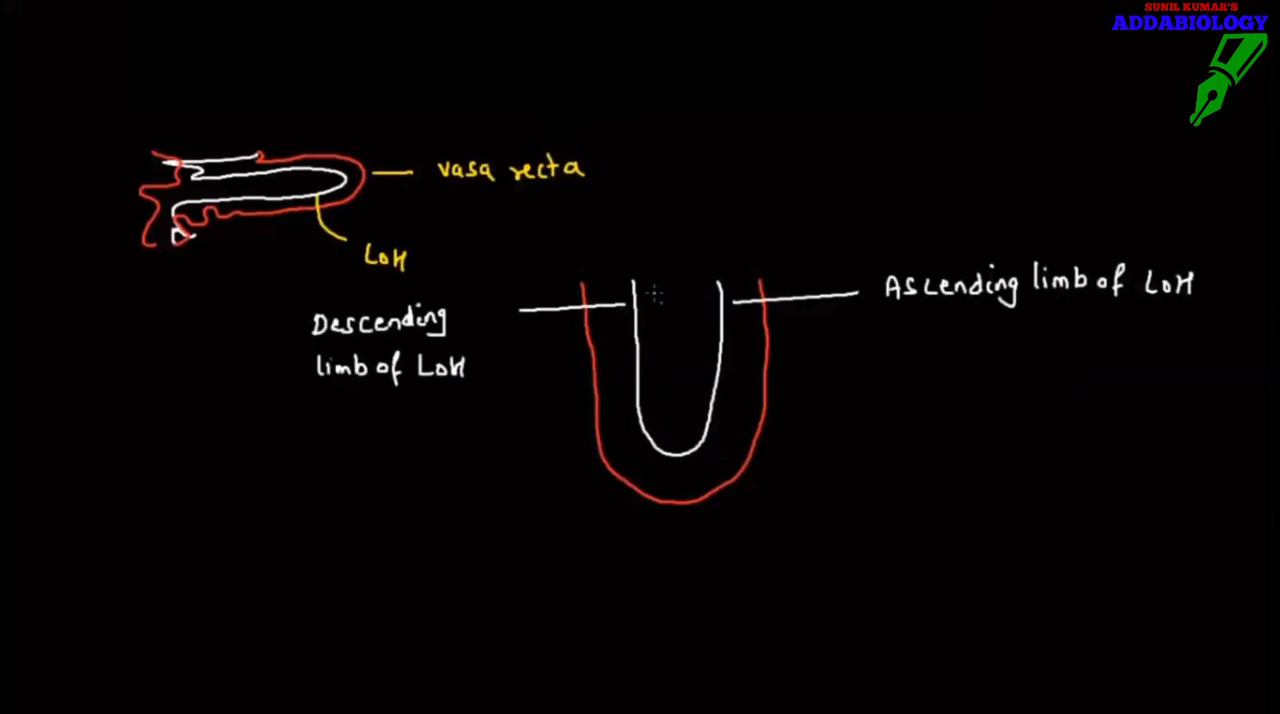 SUNIL KUMAR'S
ADDABIOLOGY
vasa recta
LOH
Ascending limb of LOH
Descending
limb of LOH